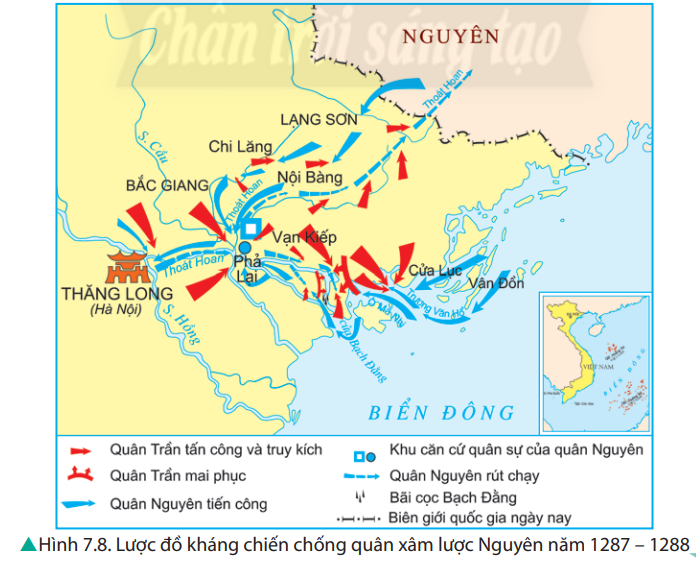 Chân trời sáng tạo
NGUYÊN
Thoát Hoan
LẠNG SƠN
S. Cầu
Chi Lăng
Nội Bàng
BẮC GIANG
Thoát Hoan
Vạn Kiếp
Thoát Hoan
Phả
Lại
Cửa Lục
Vân Đồn
THĂNG LONG
(Hà Nội)
S. Hồng
Ô Mã Nhi
Trương Văn Hổ
cửa Bạch Đằng
VIỆT NAM
BIỂN ĐÔNG
BIỂN ĐÔNG
Quân Trần tấn công và truy kích
Khu căn cứ quân sự của quân Nguyên
Quân Trần mai phục
Quân Nguyên rút chạy
Quân Nguyên tiến công
Bãi cọc Bạch Đằng
Biên giới quốc gia ngày nay
▲Hình 7.8. Lược đồ kháng chiến chống quân xâm lược Nguyên năm 1287 – 1288